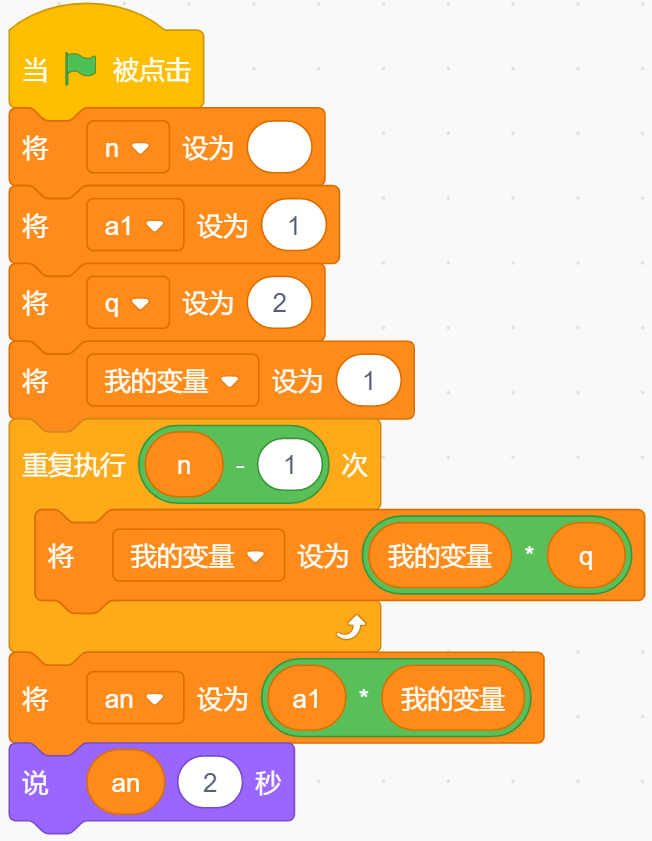 当 被点击
将 n 设为
将 a1 设为 1
将 q 设为 2
将 我的变量 设为 1
重复执行 n - 1 次
将 我的变量 设为 我的变量 * q
将 an 设为 a1 * 我的变量
说 an 2 秒